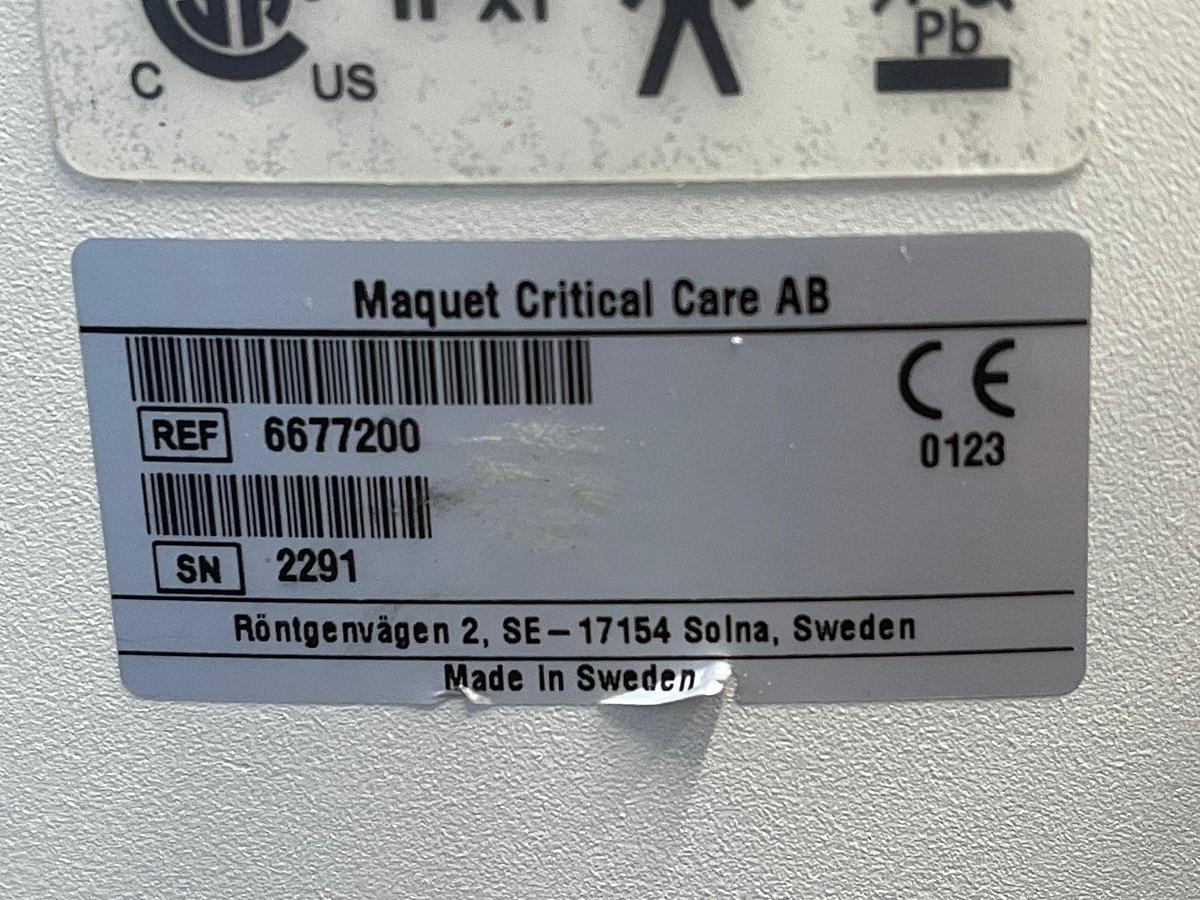 C US
Pb
Maquet Critical Care AB
REF 6677200
0123
SN 2291
Röntgenvägen 2, SE-17154 Solna, Sweden
Made in Sweden